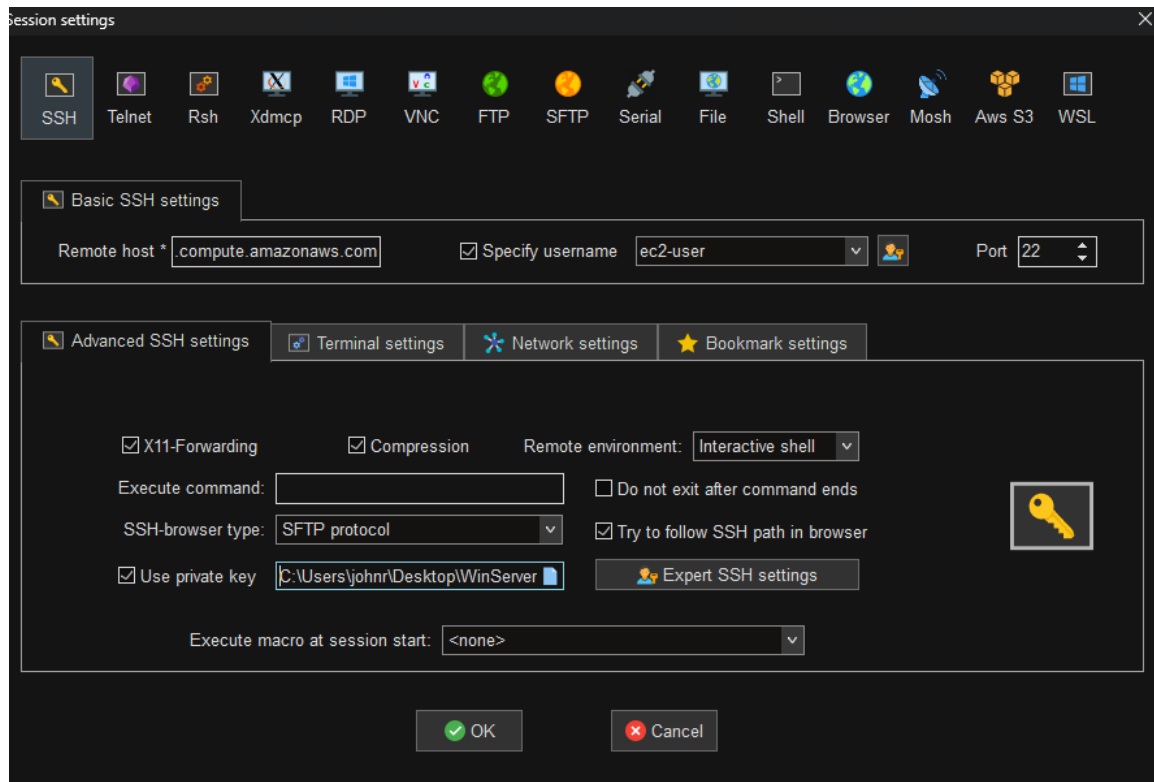 Session settings
SSH Telnet Rsh Xdmcp RDP VNC FTP SFTP Serial File Shell Browser Mosh Aws S3 WSL
Basic SSH settings
Remote host * .compute.amazonaws.com Specify username ec2-user Port 22
Advanced SSH settings Terminal settings Network settings Bookmark settings
X11-Forwarding Compression Remote environment: Interactive shell
Execute command: Do not exit after command ends
SSH-browser type: SFTP protocol Try to follow SSH path in browser
Use private key C:\Users\johnr\Desktop\WinServer Expert SSH settings
Execute macro at session start: <none>
OK Cancel